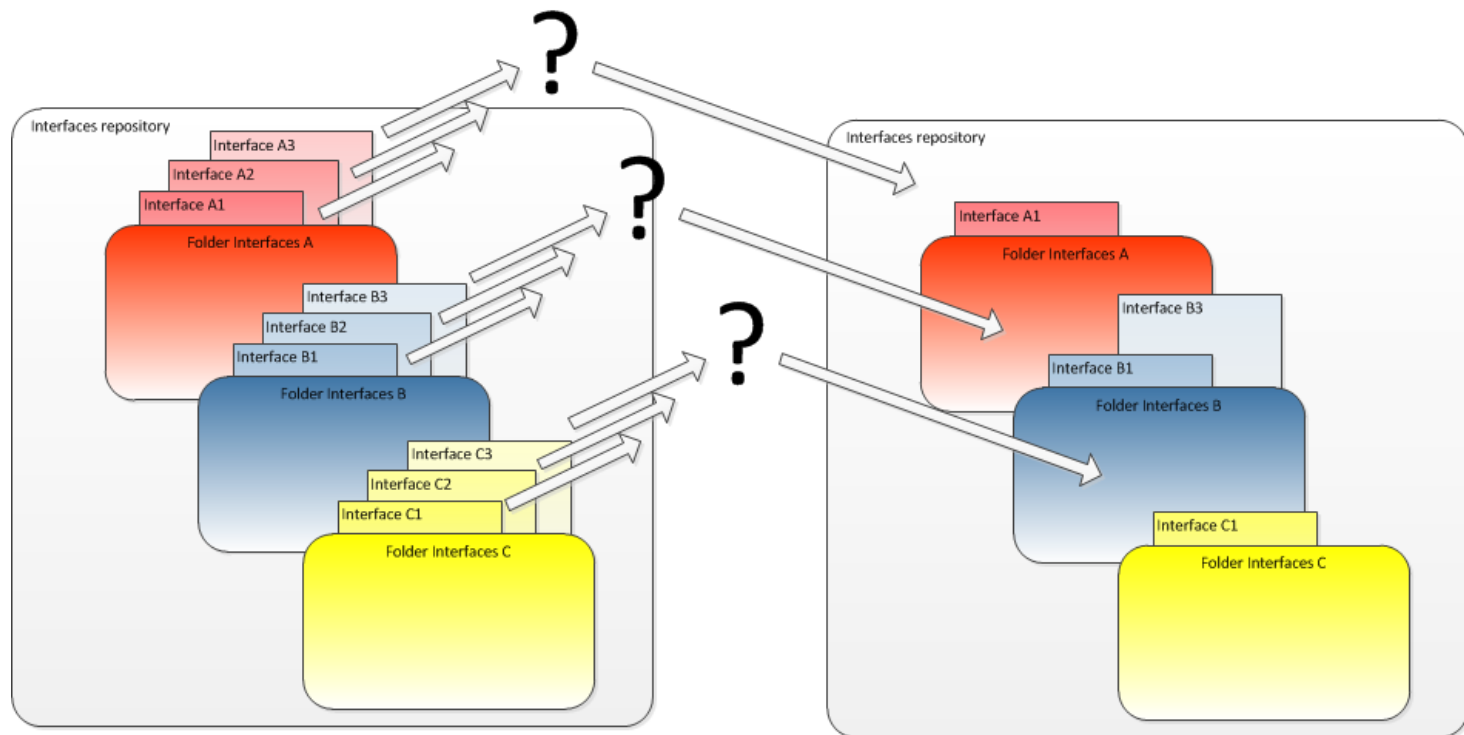 ?
Interfaces repository
Interface A3
Interface A2
Interface A1
Folder Interfaces A
?
Interface B3
Interface B2
Interface B1
Folder Interfaces B
?
Interface C3
Interface C2
Interface C1
Folder Interfaces C
Interfaces repository
Interface A1
Folder Interfaces A
Interface B3
Interface B1
Folder Interfaces B
Interface C1
Folder Interfaces C